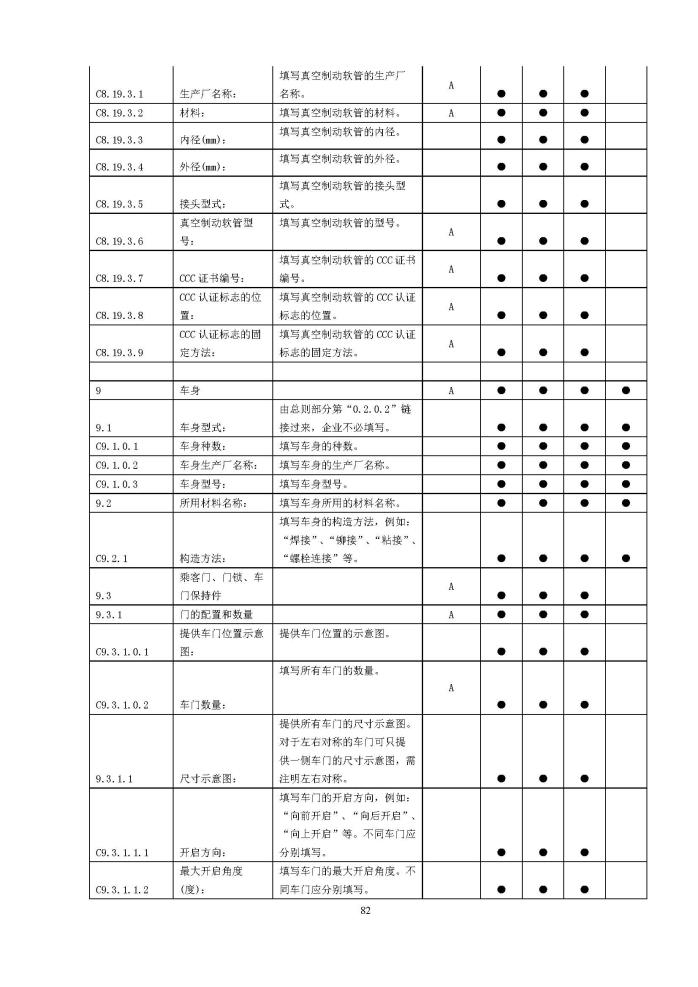 填写真空制动软管的生产厂
C8.19.3.1 生产厂名称： 名称。 A ● ● ●
C8.19.3.2 材料： 填写真空制动软管的材料。 A ● ● ●
C8.19.3.3 内径(mm)： 填写真空制动软管的内径。 ● ● ●
C8.19.3.4 外径(mm)： 填写真空制动软管的外径。 ● ● ●
填写真空制动软管的接头型
C8.19.3.5 接头型式： 式。 ● ● ●
真空制动软管型 填写真空制动软管的型号。
C8.19.3.6 号： A ● ● ●
填写真空制动软管的 CCC 证书
C8.19.3.7 CCC 证书编号： 编号。 A ● ● ●
CCC 认证标志的位 填写真空制动软管的 CCC 认证
C8.19.3.8 置： 标志的位置。 A ● ● ●
CCC 认证标志的固 填写真空制动软管的 CCC 认证
C8.19.3.9 定方法： 标志的固定方法。 A ● ● ●
9 车身 A ● ● ● ●
由总则部分第“0.2.0.2”链
9.1 车身型式： 接过来，企业不必填写。 ● ● ● ●
C9.1.0.1 车身种数： 填写车身的种数。 ● ● ● ●
C9.1.0.2 车身生产厂名称： 填写车身的生产厂名称。 ● ● ● ●
C9.1.0.3 车身型号： 填写车身型号。 ● ● ● ●
9.2 所用材料名称： 填写车身所用的材料名称。 ● ● ● ●
填写车身的构造方法，例如：
“焊接”、“铆接”、“粘接”、
C9.2.1 构造方法： “螺栓连接”等。 ● ● ● ●
乘客门、门锁、车
9.3 门保持件 A ● ● ●
9.3.1 门的配置和数量 A ● ● ●
提供车门位置示意 提供车门位置的示意图。
C9.3.1.0.1 图： ● ● ●
填写所有车门的数量。
C9.3.1.0.2 车门数量： A ● ● ●
提供所有车门的尺寸示意图。
对于左右对称的车门可只提
供一侧车门的尺寸示意图，需
9.3.1.1 尺寸示意图： 注明左右对称。 ● ● ●
填写车门的开启方向，例如：
“向前开启”、“向后开启”、
“向上开启”等。不同车门应
C9.3.1.1.1 开启方向： 分别填写。 ● ● ●
最大开启角度 填写车门的最大开启角度。不
C9.3.1.1.2 (度)： 同车门应分别填写。 ● ● ●
82